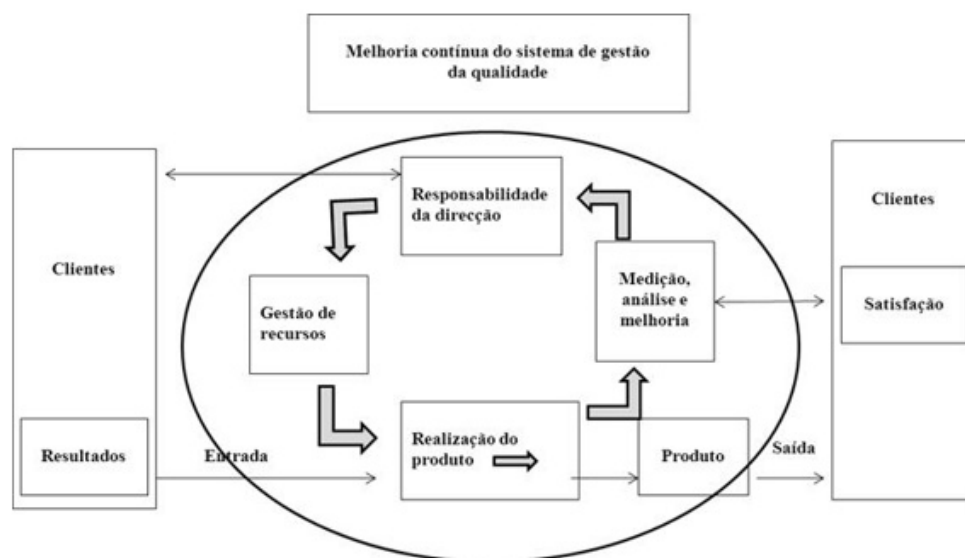 Melhoria contínua do sistema de gestão
da qualidade
Responsabilidade
da direcção
Clientes
Clientes
Medição,
análise e
melhoria
Gestão de
recursos
Satisfação
Realização do
produto
Resultados
Entrada
Produto
Saída